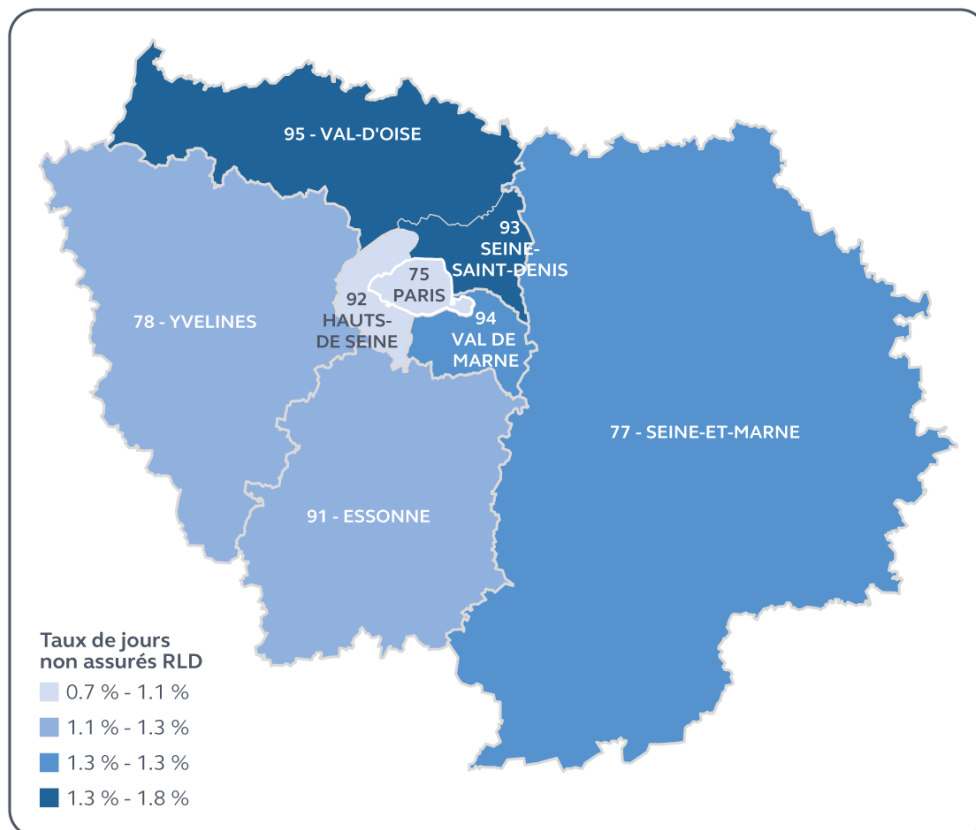 95 - VAL-D'OISE
93
SEINE-
SAINT-DENIS
75
PARIS
92
HAUTS-
DE SEINE
94
VAL DE
MARNE
78 - YVELINES
77 - SEINE-ET-MARNE
91 - ESSONNE
Taux de jours
non assurés RLD
0.7 % - 1.1 %
1.1 % - 1.3 %
1.3 % - 1.3 %
1.3 % - 1.8 %